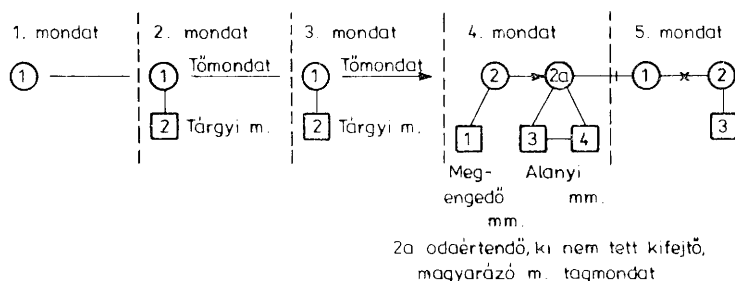 1. mondat 2. mondat 3. mondat 4. mondat 5. mondat
1 1 Tőmondat 1 Tőmondat 2 2a 1 2
2 Tárgyi m. 2 Tárgyi m. 1 3 4 3
Meg- Alanyi
engedő mm.
mm.
2a odaértendő, ki nem tett kifejtő,
magyarázó m. tagmondat